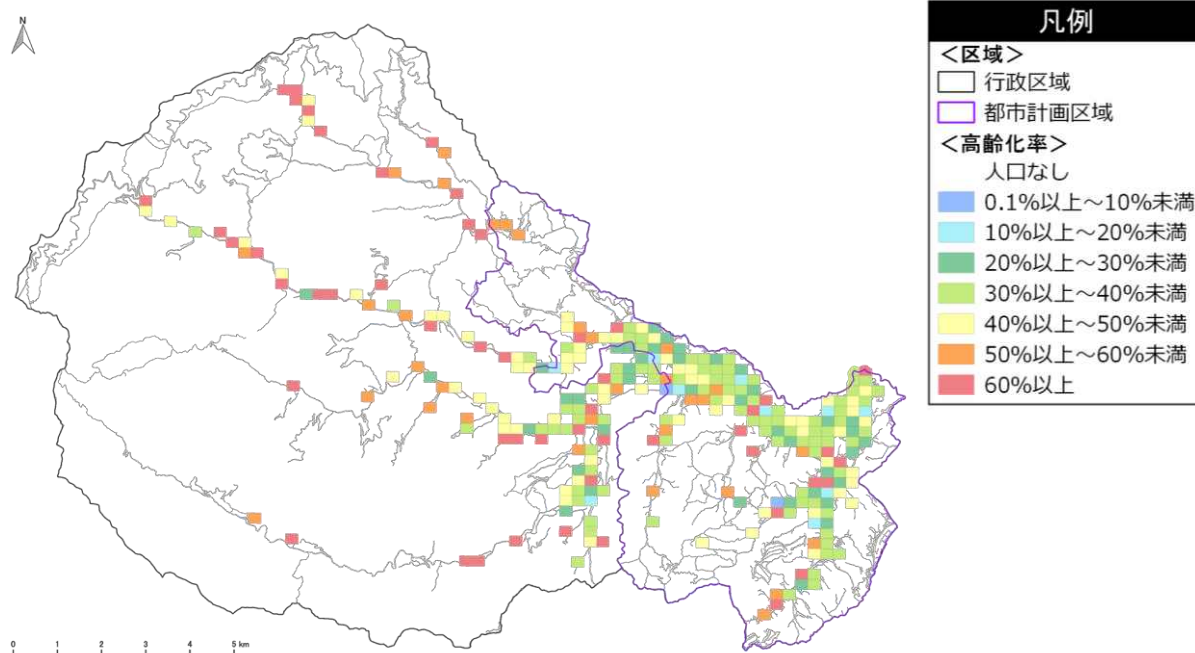 N
凡例
＜区域＞
行政区域
都市計画区域
＜高齢化率＞
人口なし
0.1%以上～10%未満
10%以上～20%未満
20%以上～30%未満
30%以上～40%未満
40%以上～50%未満
50%以上～60%未満
60%以上
0 1 2 3 4 5 km